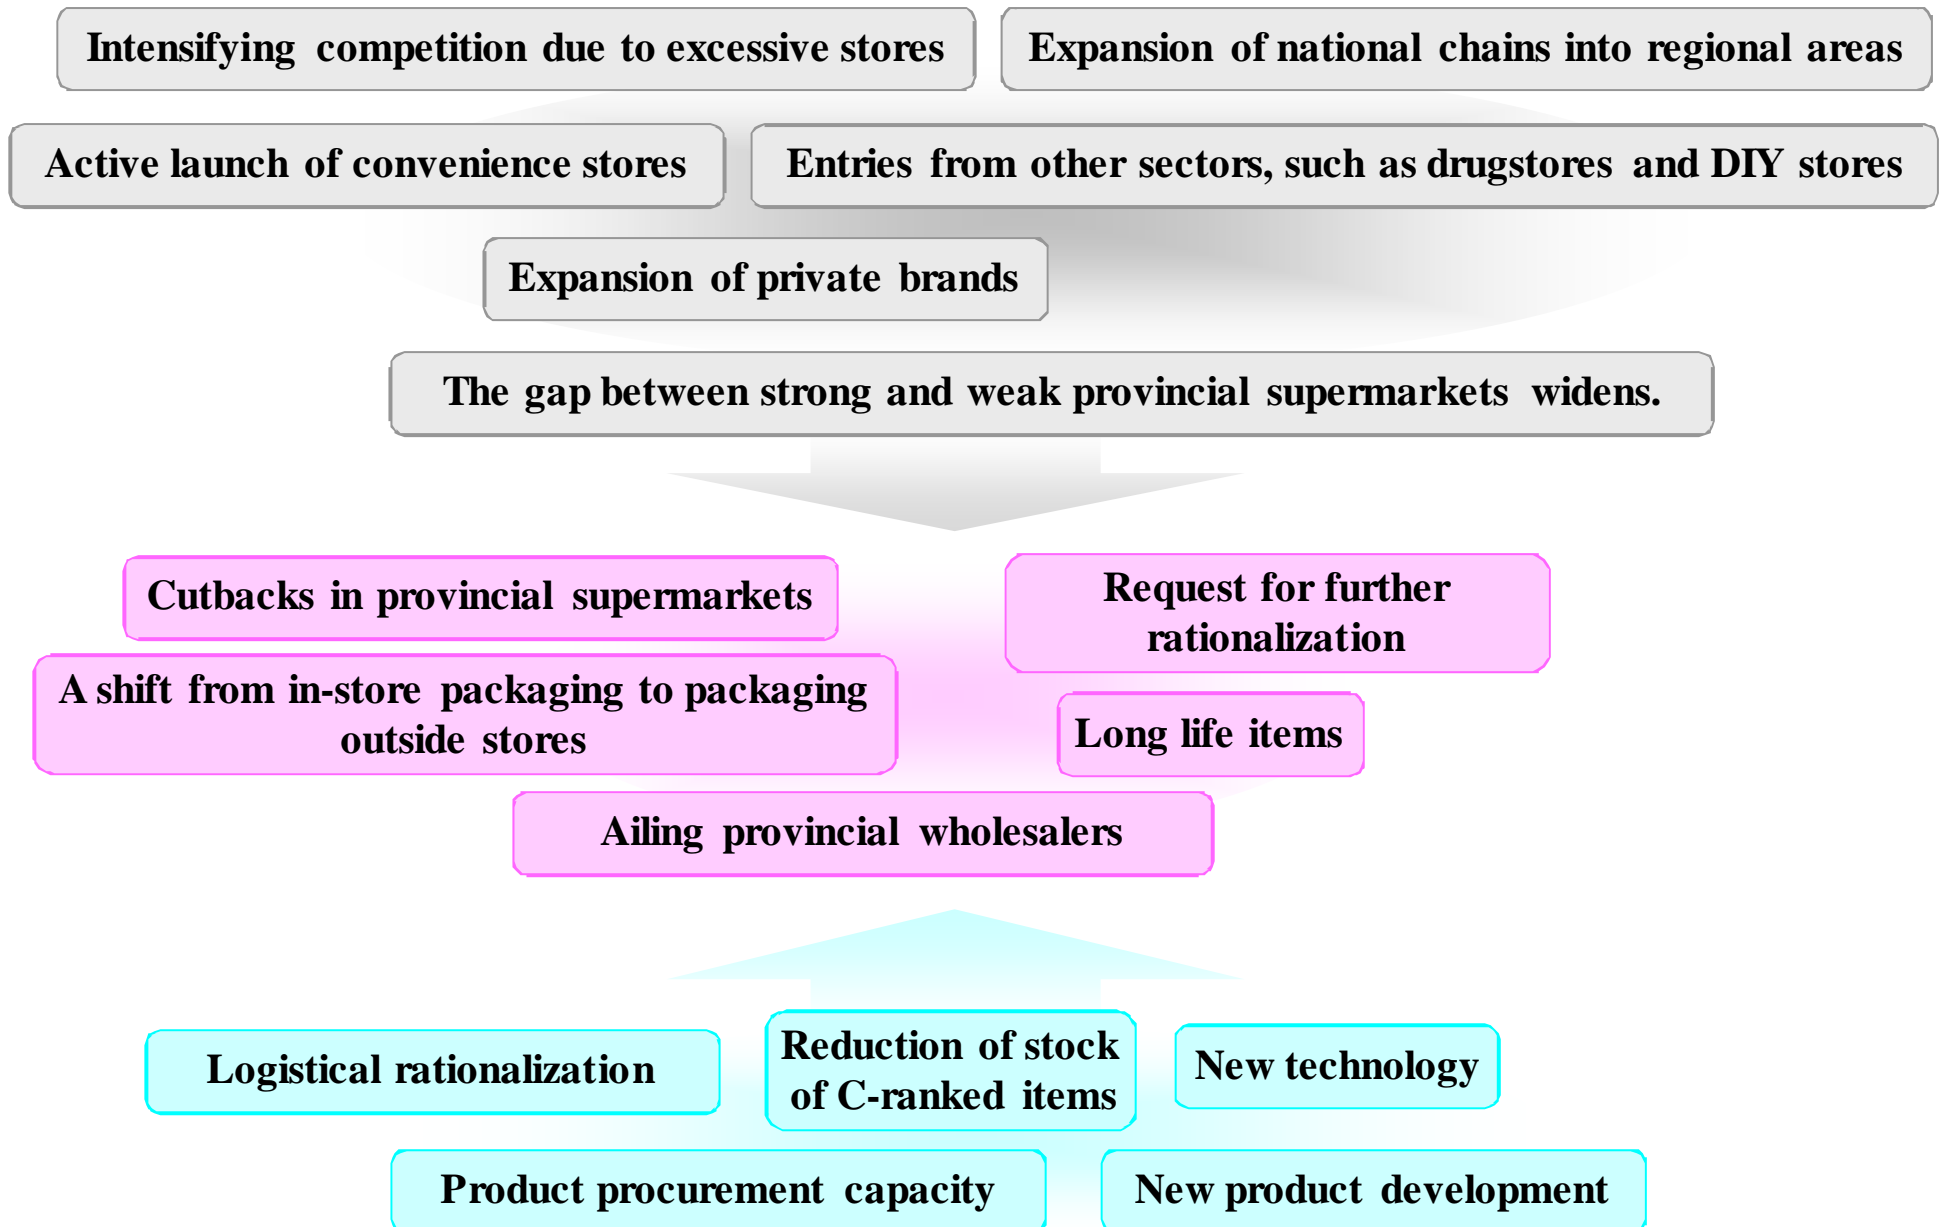 Intensifying competition due to excessive stores
Expansion of national chains into regional areas
Active launch of convenience stores
Entries from other sectors, such as drugstores and DIY stores
Expansion of private brands
The gap between strong and weak provincial supermarkets widens.
Cutbacks in provincial supermarkets
Request for further
rationalization
A shift from in-store packaging to packaging
outside stores
Long life items
Ailing provincial wholesalers
Logistical rationalization
Reduction of stock
of C-ranked items
New technology
Product procurement capacity
New product development